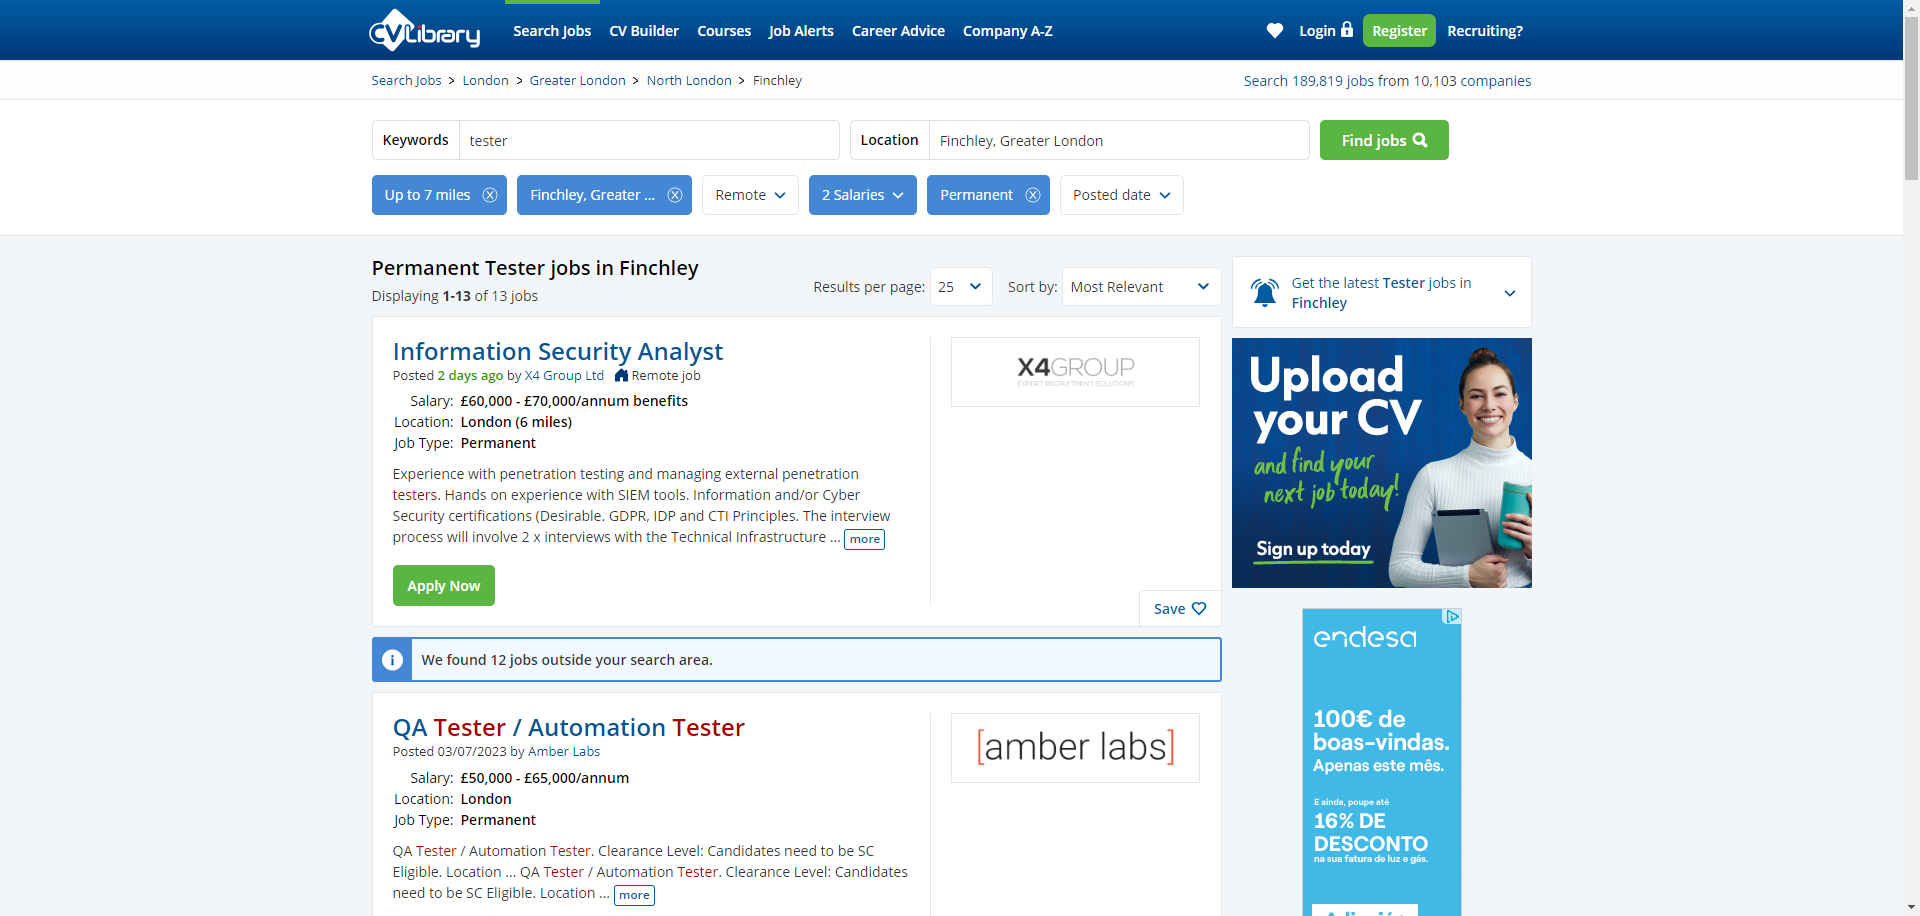 CVLibrary
Search Jobs
CV Builder
Courses
Job Alerts
Career Advice
Company A-Z
Login
Register
Recruiting?
Search Jobs > London > Greater London > North London > Finchley
Search 189,819 jobs from 10,103 companies
Keywords tester
Location Finchley, Greater London
Find jobs
Up to 7 miles
Finchley, Greater ...
Remote
2 Salaries
Permanent
Posted date
Permanent Tester jobs in Finchley
Displaying 1-13 of 13 jobs
Results per page: 25
Sort by: Most Relevant
Information Security Analyst
Posted 2 days ago by X4 Group Ltd Remote job
Salary: £60,000 - £70,000/annum benefits
Location: London (6 miles)
Job Type: Permanent
Experience with penetration testing and managing external penetration
testers. Hands on experience with SIEM tools. Information and/or Cyber
Security certifications (Desirable. GDPR, IDP and CTI Principles. The interview
process will involve 2 x interviews with the Technical Infrastructure ... more
Apply Now
X4GROUP
EXPERT RECRUITMENT SOLUTIONS
Save
We found 12 jobs outside your search area.
QA Tester / Automation Tester
Posted 03/07/2023 by Amber Labs
Salary: £50,000 - £65,000/annum
Location: London
Job Type: Permanent
QA Tester / Automation Tester. Clearance Level: Candidates need to be SC
Eligible. Location ... QA Tester / Automation Tester. Clearance Level: Candidates
need to be SC Eligible. Location ... more
[amber labs]
Get the latest Tester jobs in
Finchley
Upload
your CV
and find your
next job today!
Sign up today
endesa
100€ de
boas-vindas.
Apenas este mês.
E ainda, poupe até
16% DE
DESCONTO
na sua fatura de luz e gás.